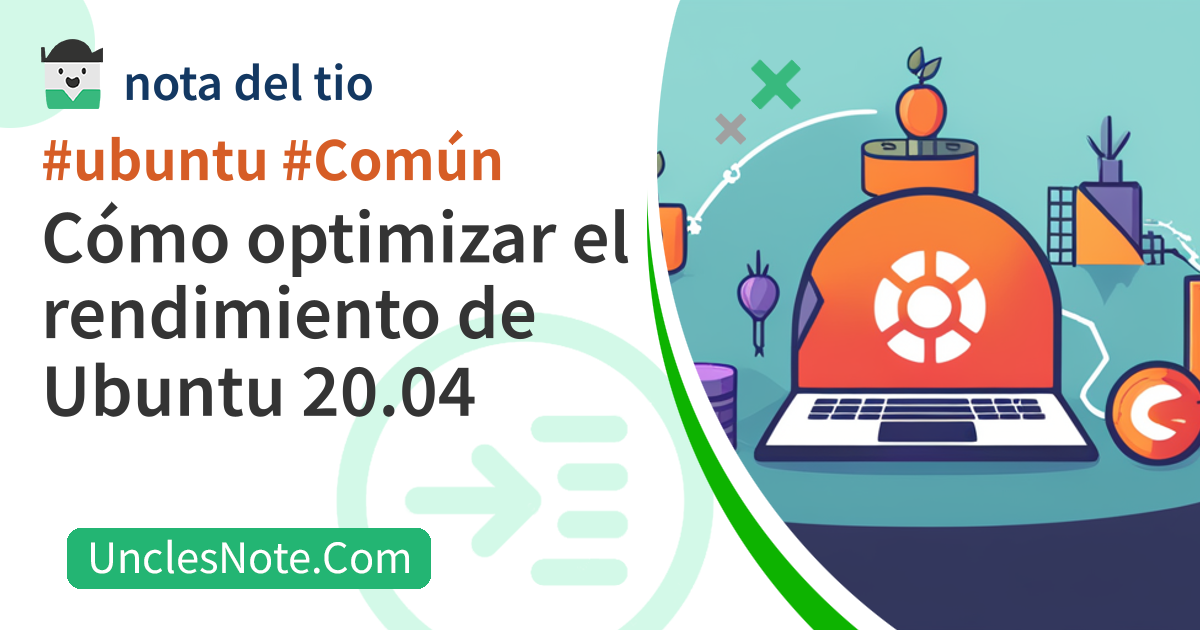 nota del tio
#ubuntu #Común
Cómo optimizar el
rendimiento de
Ubuntu 20.04
UnclesNote.Com